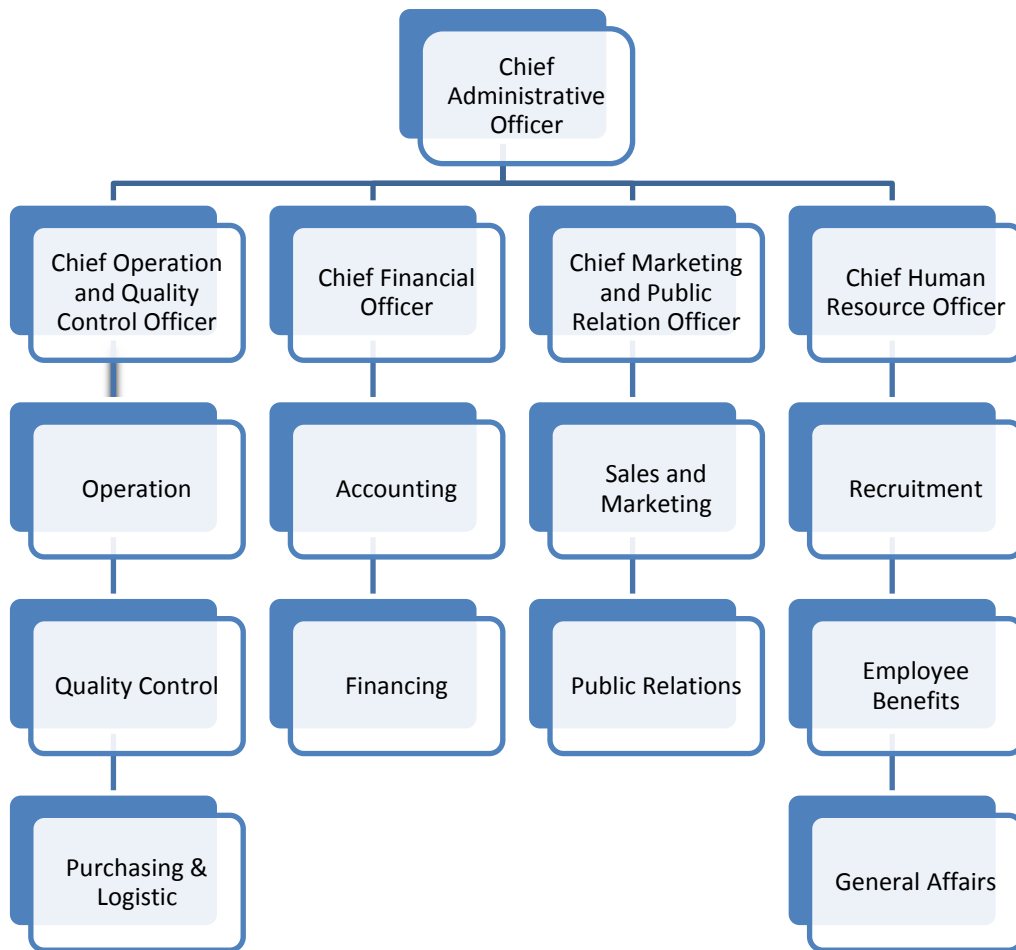 Chief
Administrative
Officer
Chief Operation
and Quality
Control Officer
Chief Financial
Officer
Chief Marketing
and Public
Relation Officer
Chief Human
Resource Officer
Operation
Accounting
Sales and
Marketing
Recruitment
Quality Control
Financing
Public Relations
Employee
Benefits
Purchasing &
Logistic
General Affairs